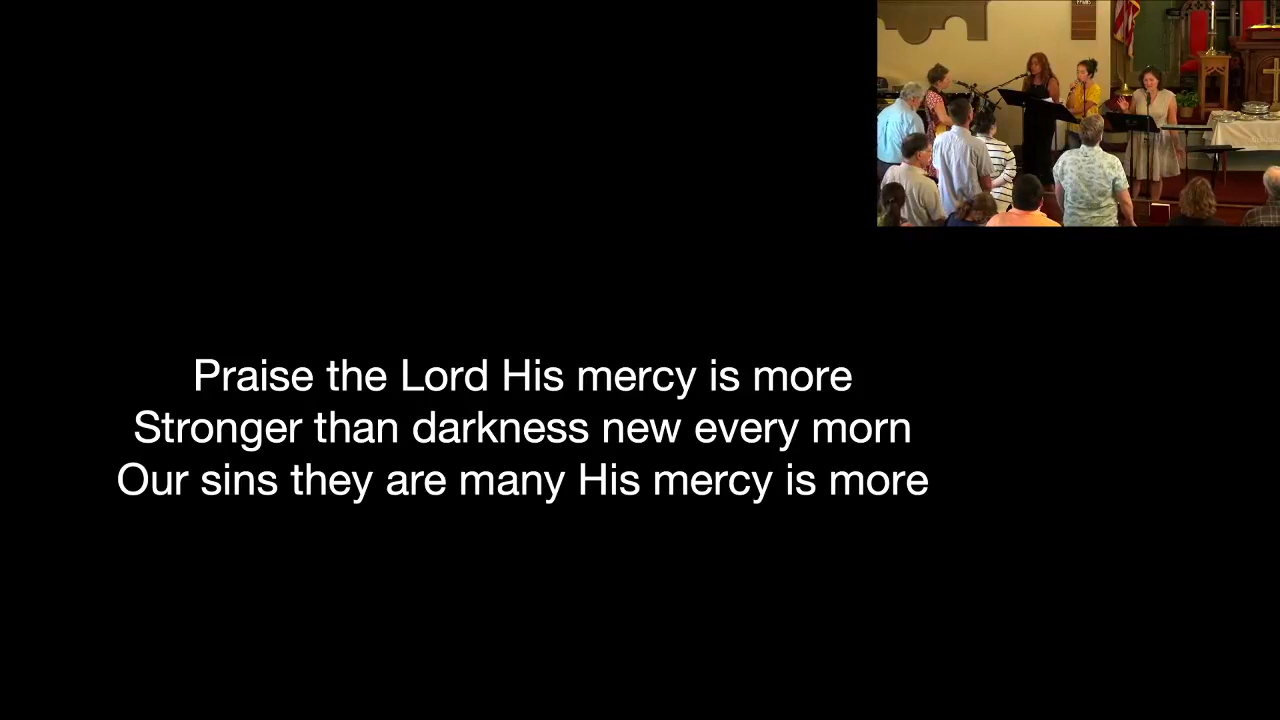 Praise the Lord His mercy is more
Stronger than darkness new every morn
Our sins they are many His mercy is more